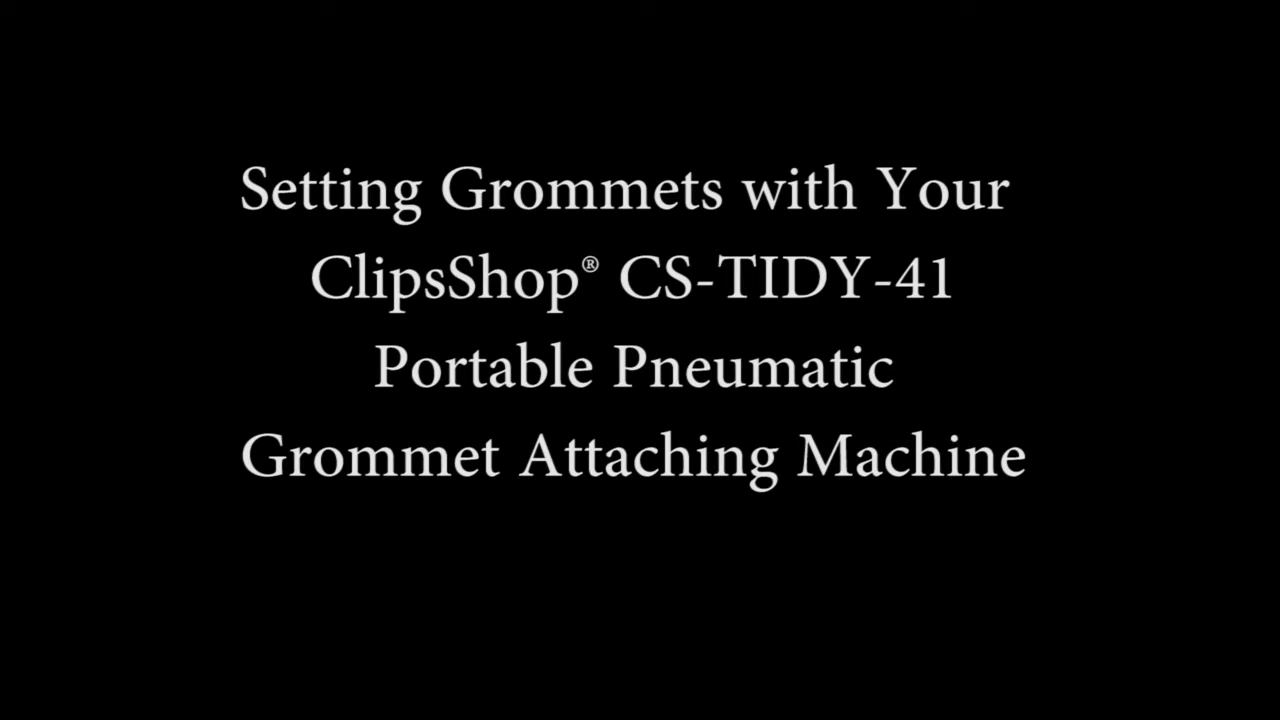 Setting Grommets with Your
ClipsShop® CS-TIDY-41
Portable Pneumatic
Grommet Attaching Machine